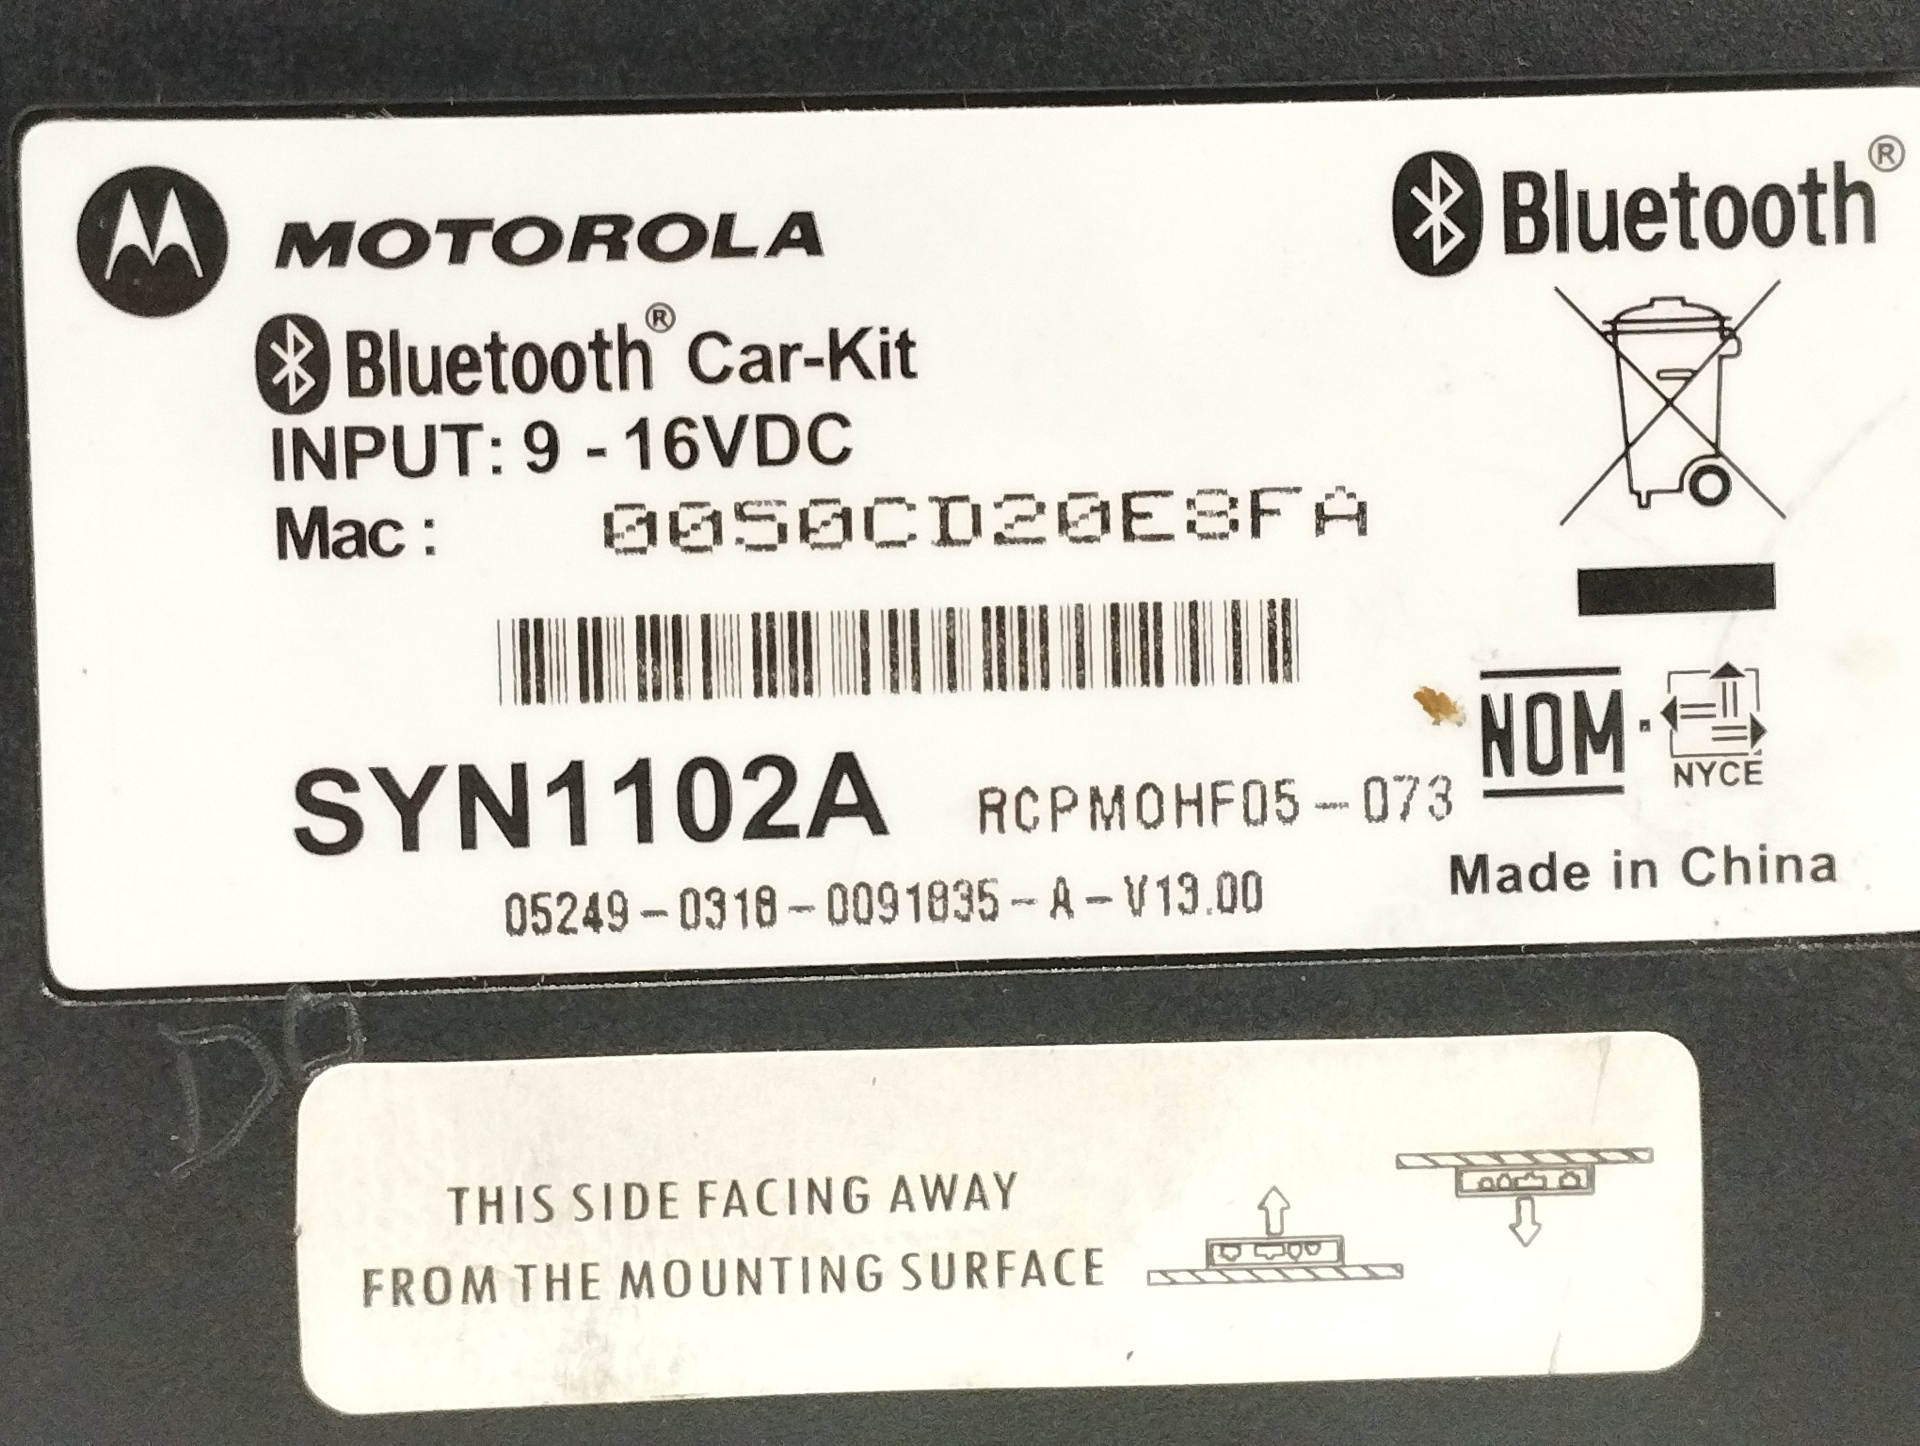 MOTOROLA
Bluetooth®
Bluetooth® Car-Kit
INPUT: 9 - 16VDC
Mac: 0050CD20E3FA
SYN1102A RCPMOHF05-073
NOM NYCE
Made in China
05249-0318-0091835-A-V13.00
THIS SIDE FACING AWAY
FROM THE MOUNTING SURFACE